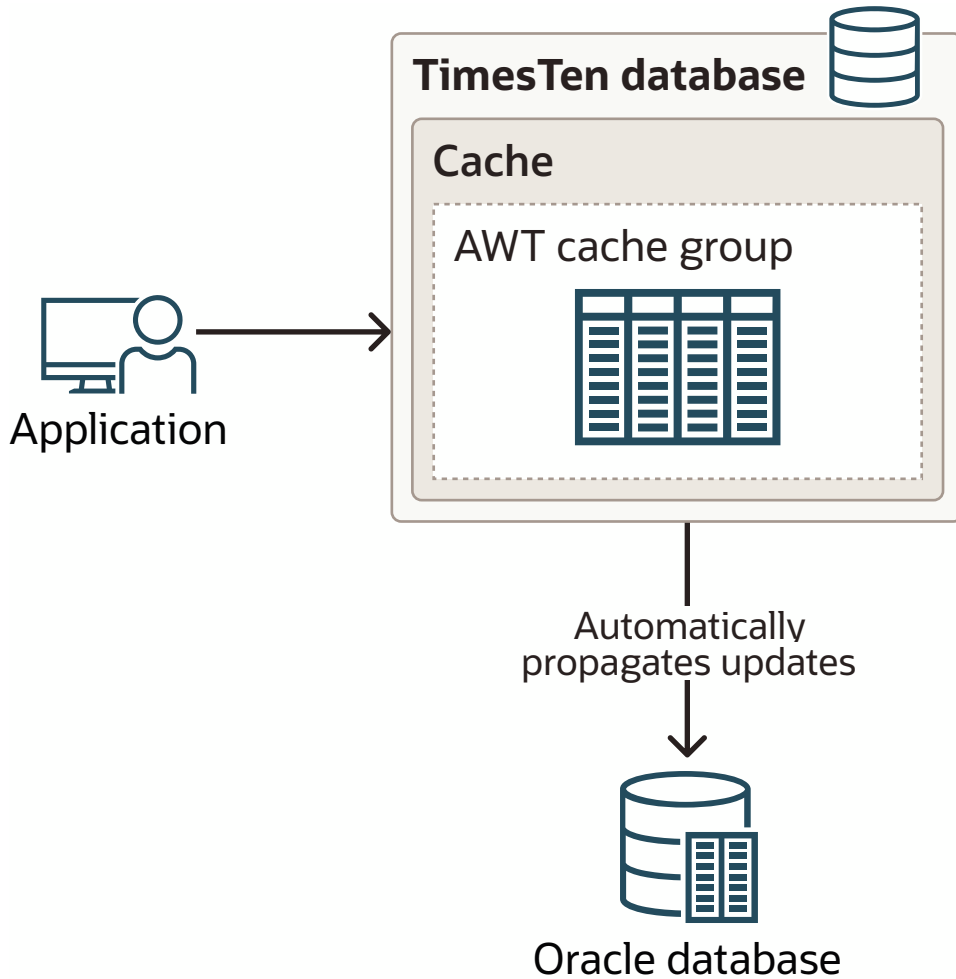 TimesTen database
Cache
AWT cache group
Application
Automatically
propagates updates
Oracle database